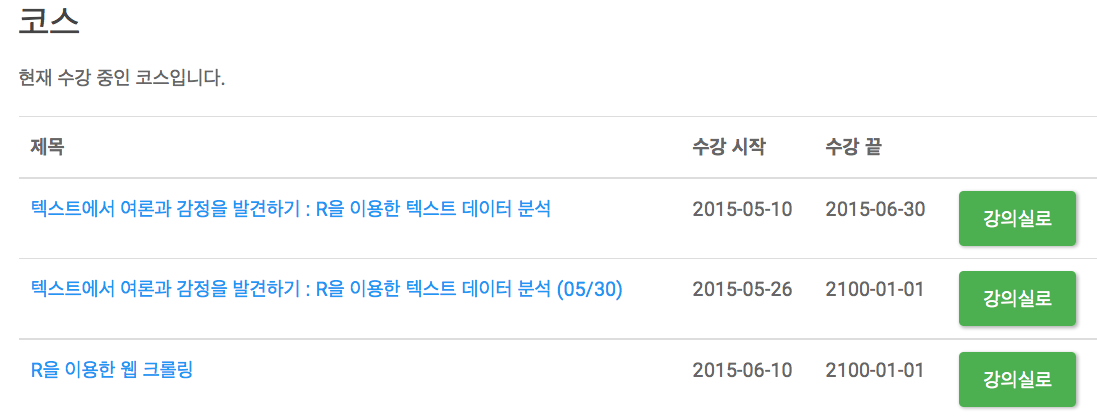 코스
현재 수강 중인 코스입니다.
제목 수강 시작 수강 끝
텍스트에서 여론과 감정을 발견하기 : R을 이용한 텍스트 데이터 분석 2015-05-10 2015-06-30 강의실로
텍스트에서 여론과 감정을 발견하기 : R을 이용한 텍스트 데이터 분석 (05/30) 2015-05-26 2100-01-01 강의실로
R을 이용한 웹 크롤링 2015-06-10 2100-01-01 강의실로